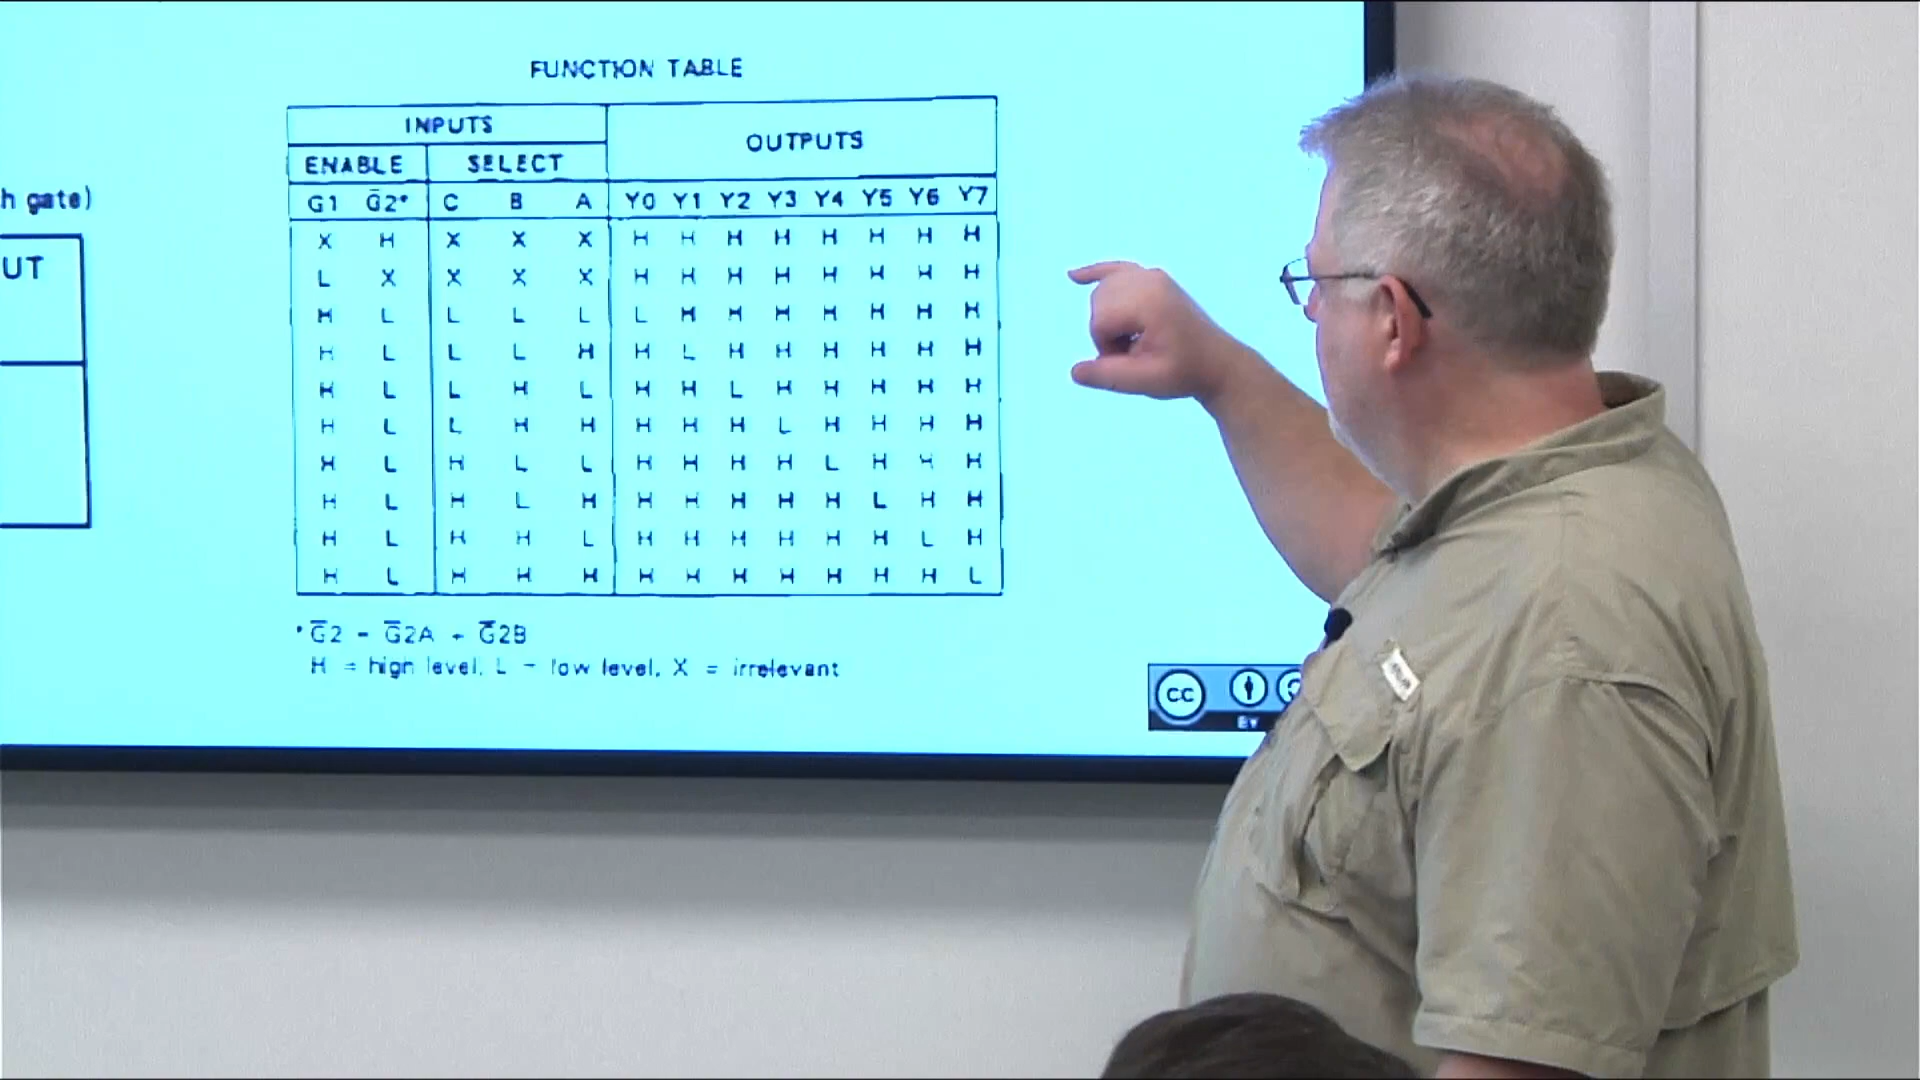 h gate)
UT
FUNCTION TABLE
INPUTS OUTPUTS
ENABLE SELECT
G1 G̅2* C B A Y0 Y1 Y2 Y3 Y4 Y5 Y6 Y7
X H X X X H H H H H H H H
L X X X X H H H H H H H H
H L L L L L H H H H H H H
H L L L H H L H H H H H H
H L L H L H H L H H H H H
H L L H H H H H L H H H H
H L H L L H H H H L H H H
H L H L H H H H H H L H H
H L H H L H H H H H H L H
H L H H H H H H H H H H L
* G̅2 = G̅2A + G̅2B
H = high level, L = low level, X = irrelevant
CC
BY